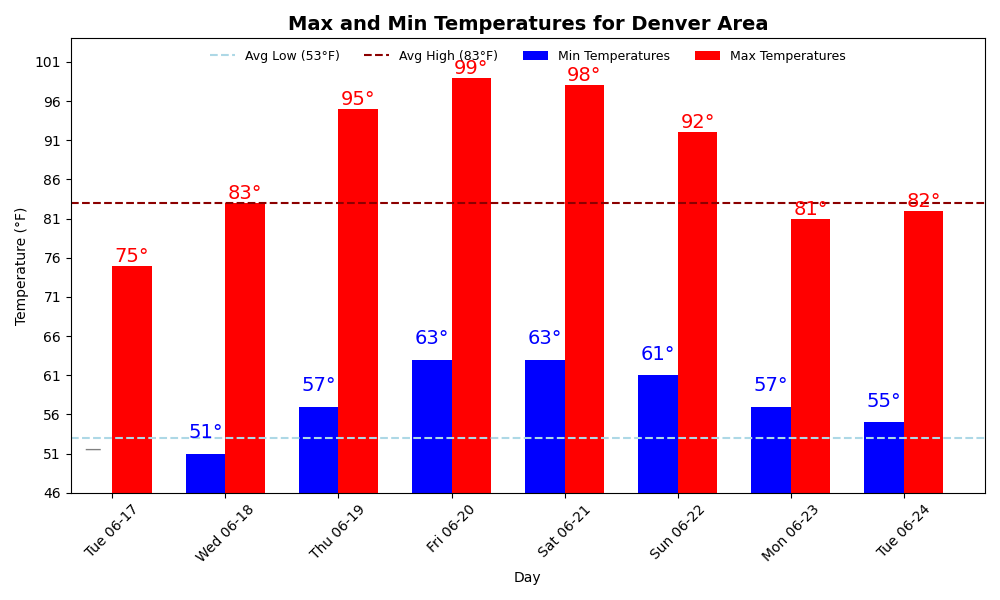 Max and Min Temperatures for Denver Area
Avg Low (53°F) Avg High (83°F) Min Temperatures Max Temperatures
101
96
91
86
81
76
71
66
61
56
51
46
Temperature (°F)
75°
83°
95°
99°
98°
92°
81°
82°
—
51°
57°
63°
63°
61°
57°
55°
Tue 06-17
Wed 06-18
Thu 06-19
Fri 06-20
Sat 06-21
Sun 06-22
Mon 06-23
Tue 06-24
Day